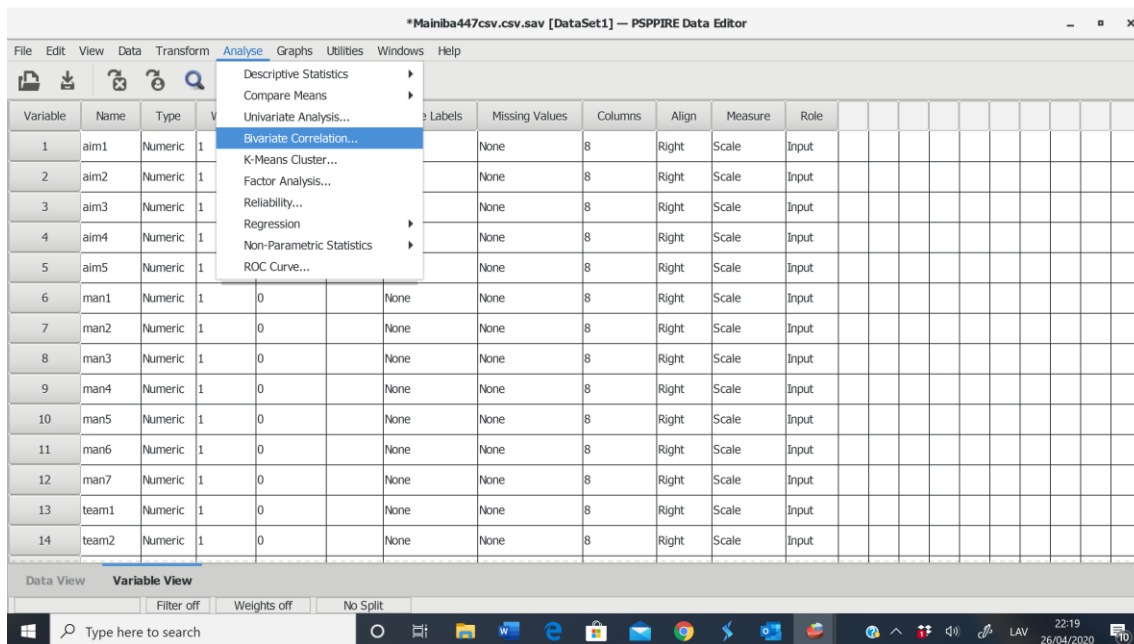 *Mainiba447csv.csv.sav [DataSet1] — PSPPIRE Data Editor
File Edit View Data Transform Analyse Graphs Utilities Windows Help
Descriptive Statistics
Compare Means
Univariate Analysis...
Bivariate Correlation...
K-Means Cluster...
Factor Analysis...
Reliability...
Regression
Non-Parametric Statistics
ROC Curve...
Variable Name Type W e Labels Missing Values Columns Align Measure Role
1 aim1 Numeric 1 None 8 Right Scale Input
2 aim2 Numeric 1 None 8 Right Scale Input
3 aim3 Numeric 1 None 8 Right Scale Input
4 aim4 Numeric 1 None 8 Right Scale Input
5 aim5 Numeric 1 None 8 Right Scale Input
6 man1 Numeric 1 0 None None 8 Right Scale Input
7 man2 Numeric 1 0 None None 8 Right Scale Input
8 man3 Numeric 1 0 None None 8 Right Scale Input
9 man4 Numeric 1 0 None None 8 Right Scale Input
10 man5 Numeric 1 0 None None 8 Right Scale Input
11 man6 Numeric 1 0 None None 8 Right Scale Input
12 man7 Numeric 1 0 None None 8 Right Scale Input
13 team1 Numeric 1 0 None None 8 Right Scale Input
14 team2 Numeric 1 0 None None 8 Right Scale Input
Data View Variable View
Filter off Weights off No Split
Type here to search LAV 22:19
26/04/2020 10